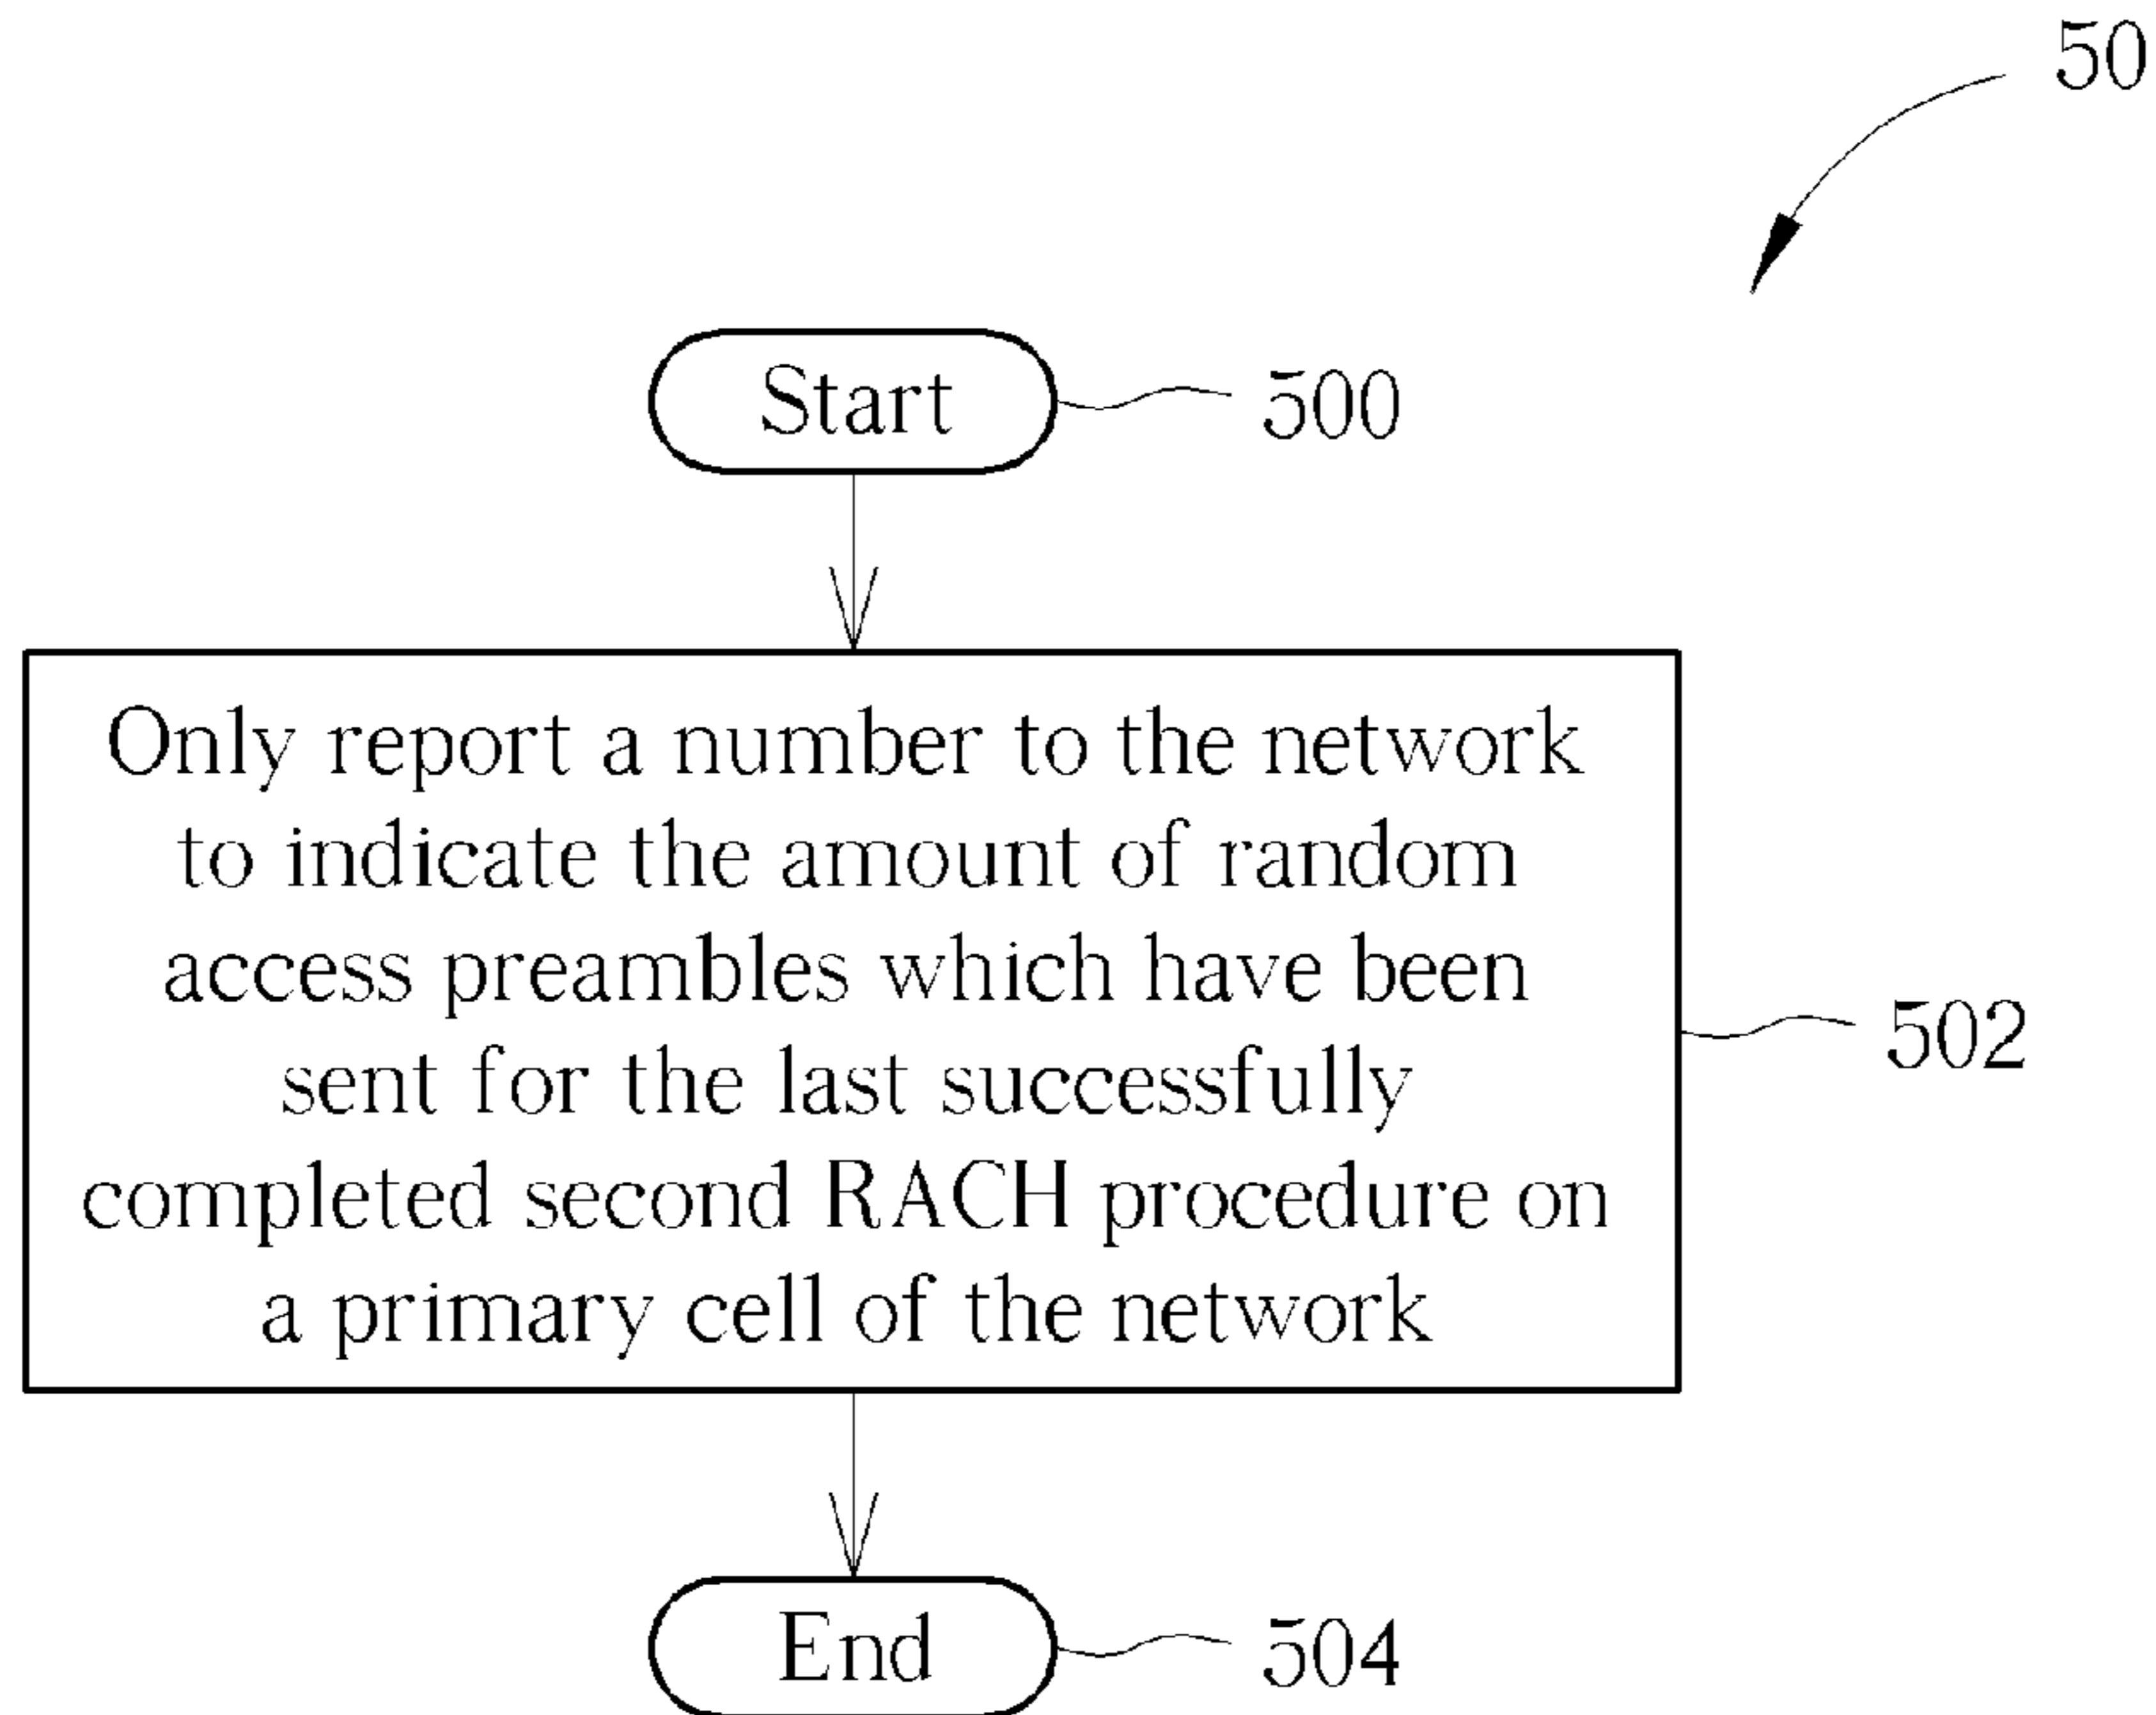 50
Start
500
Only report a number to the network
to indicate the amount of random
access preambles which have been
sent for the last successfully
completed second RACH procedure on
a primary cell of the network
502
End
504